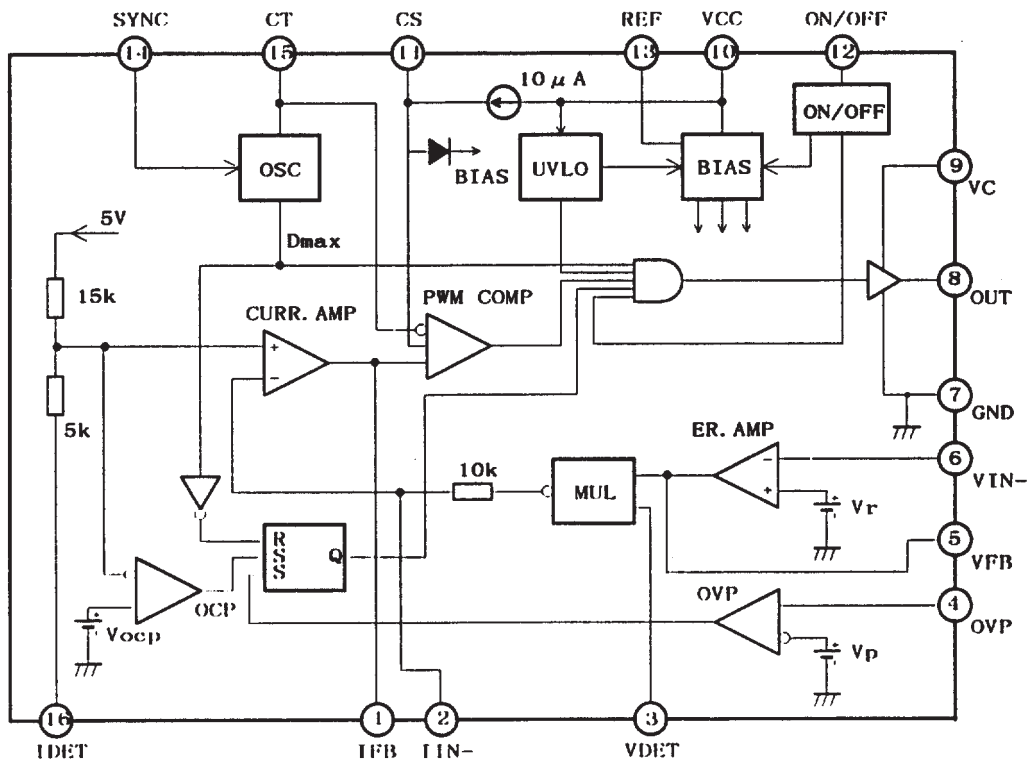 SYNC CT CS REF VCC ON/OFF
14 15 11 13 10 12
10μA
ON/OFF
OSC BIAS UVLO BIAS
9
VC
5V
Dmax
8
OUT
15k
CURR. AMP PWM COMP
+
−
7
GND
5k
ER. AMP
6
VIN-
10k
MUL
−
+
Vr
5
VFB
R
S
S
Q
OCP
OVP
4
OVP
Vocp
Vp
16 1 2 3
IDET IFB IIN- VDET